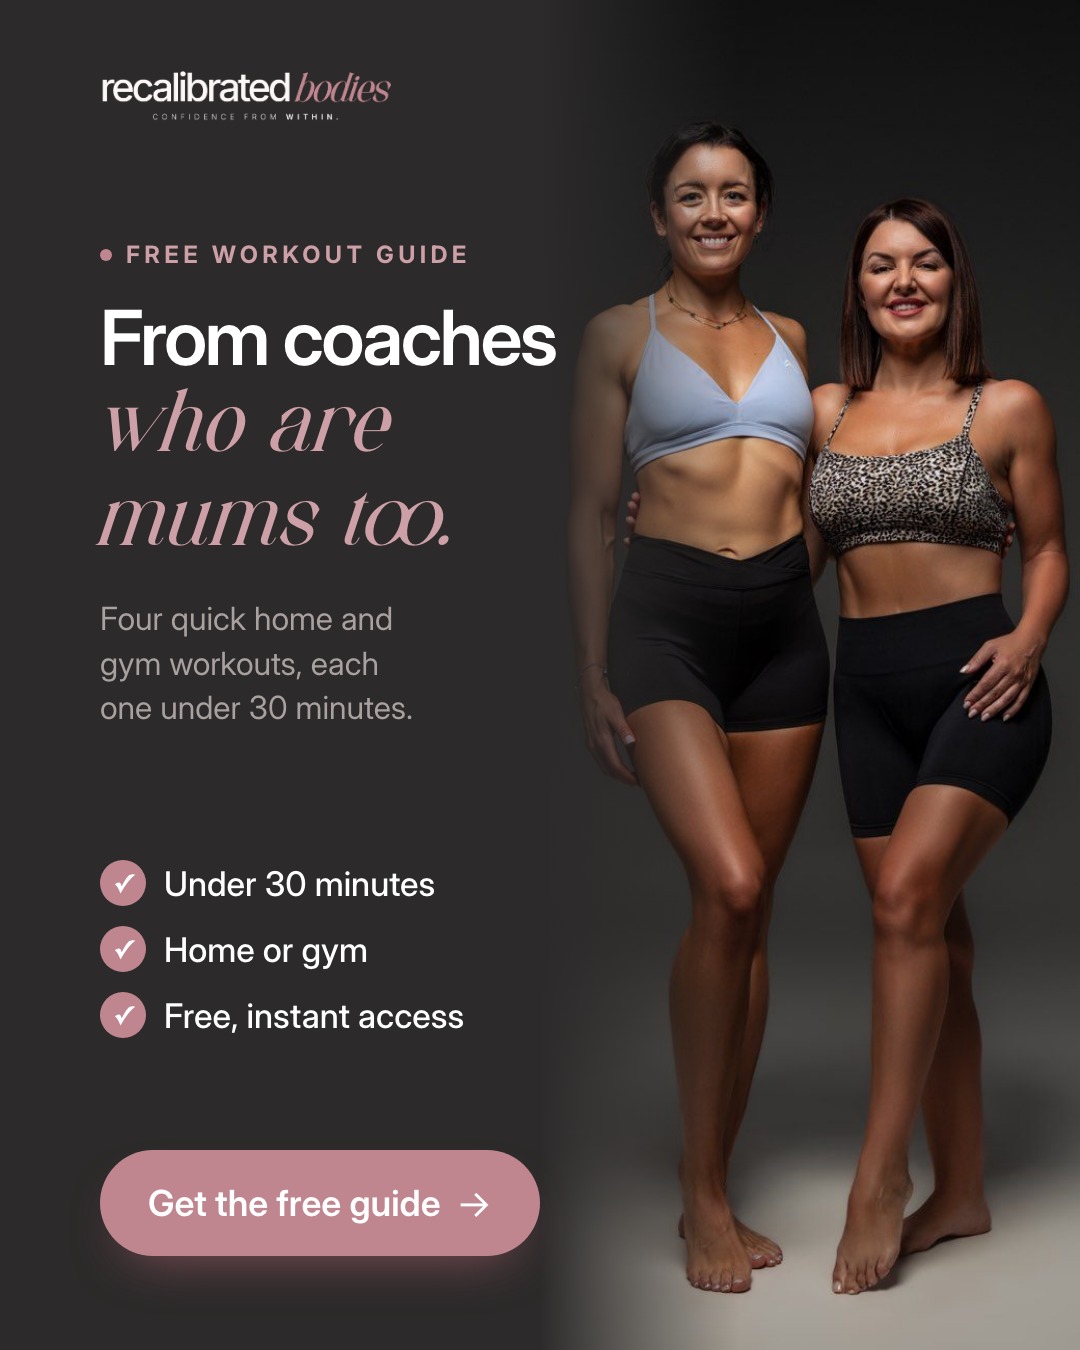 recalibrated bodies
CONFIDENCE FROM WITHIN.
FREE WORKOUT GUIDE
From coaches
who are
mums too.
Four quick home and
gym workouts, each
one under 30 minutes.
✓ Under 30 minutes
✓ Home or gym
✓ Free, instant access
Get the free guide →